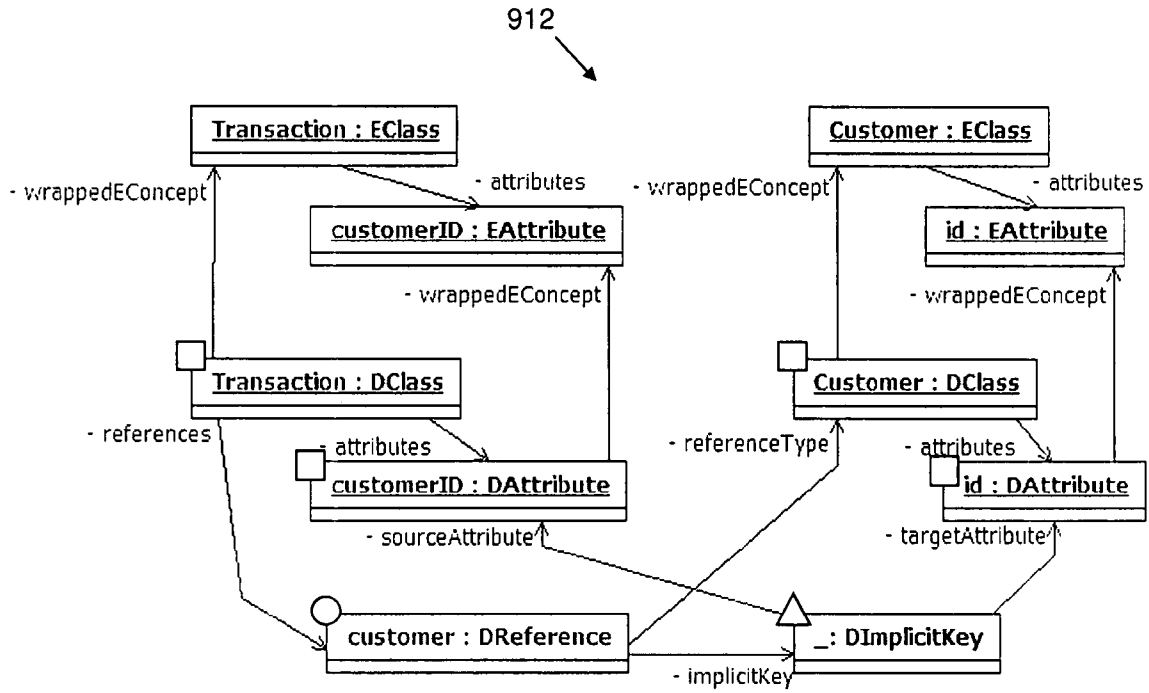 912
Transaction : EClass
Customer : EClass
- wrappedEConcept
- attributes
- wrappedEConcept
- attributes
customerID : EAttribute
id : EAttribute
- wrappedEConcept
- wrappedEConcept
Transaction : DClass
Customer : DClass
- references
- attributes
- referenceType
- attributes
customerID : DAttribute
id : DAttribute
- sourceAttribute
- targetAttribute
customer : DReference
_: DImplicitKey
- implicitKey